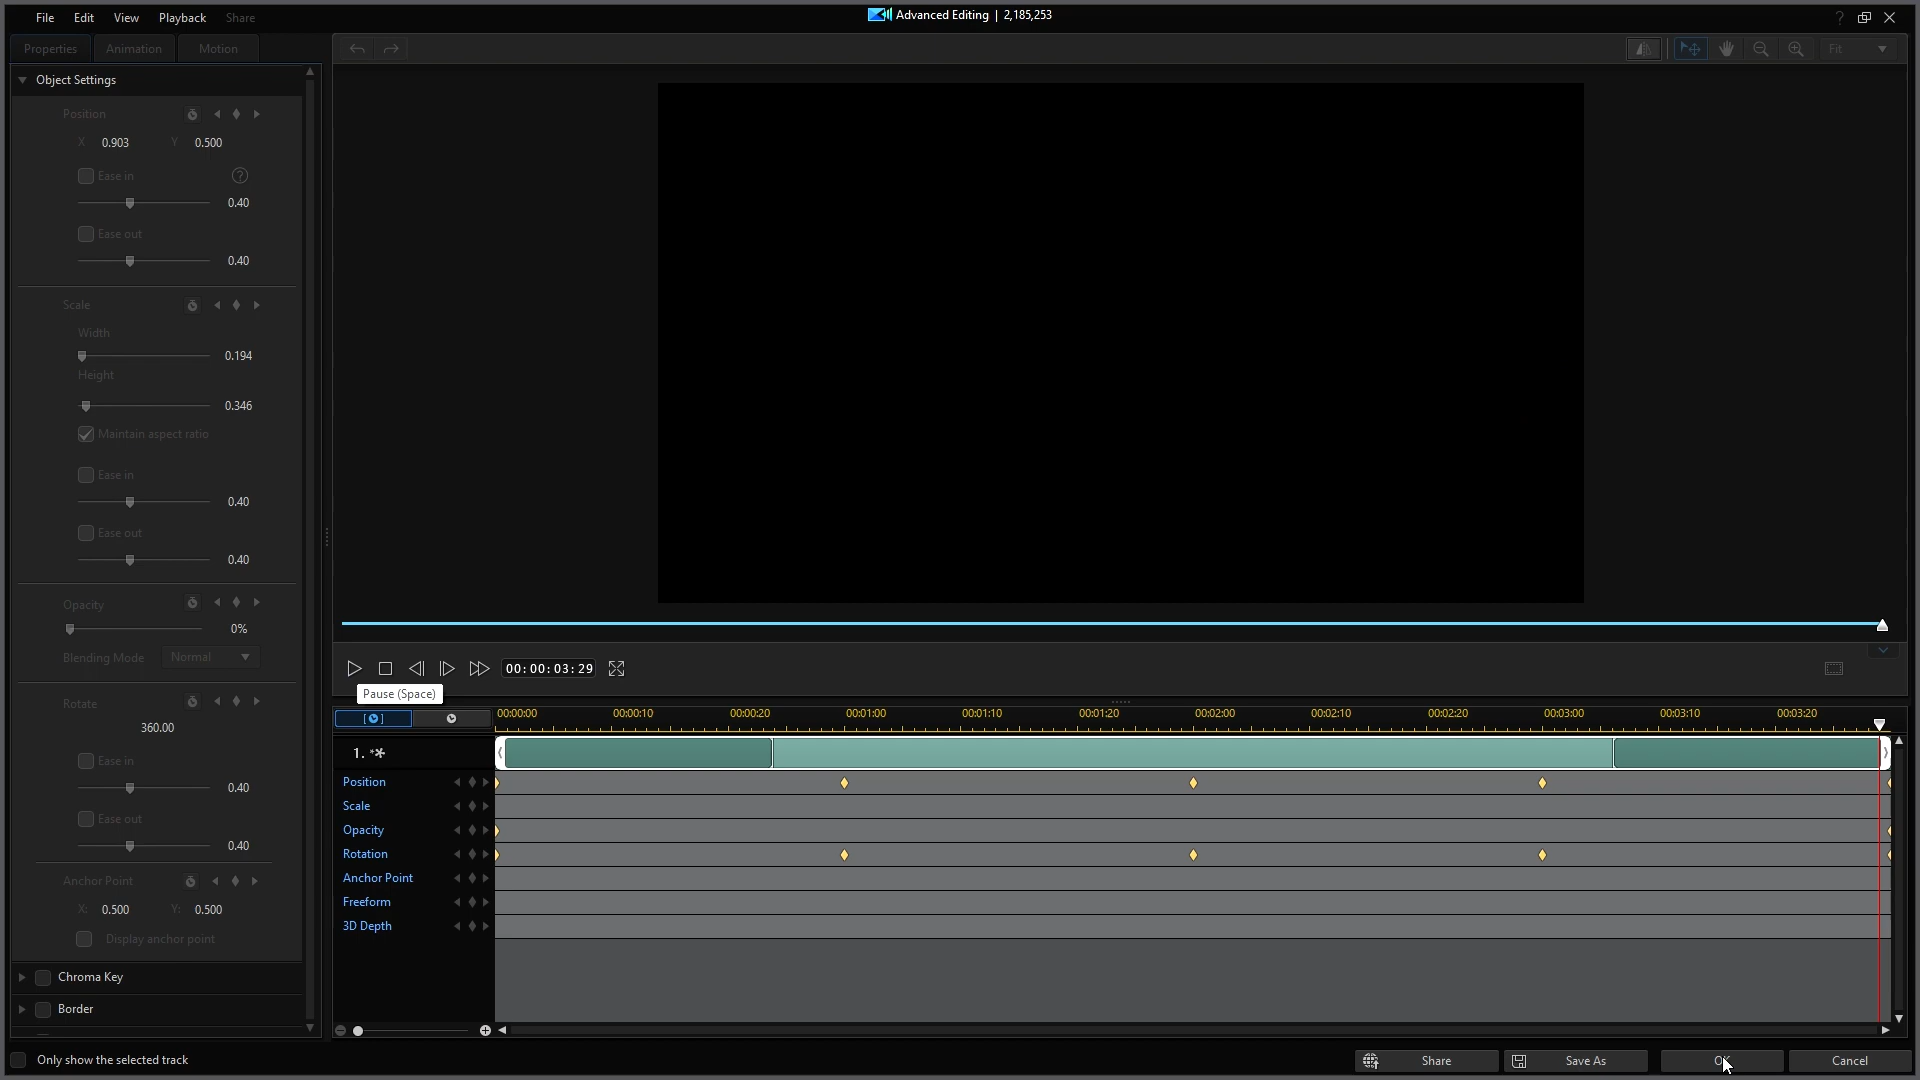 File Edit View Playback Share
Advanced Editing | 2,185,253
Properties Animation Motion
Fit
Object Settings
Position
X 0.903 Y 0.500
Ease in
0.40
Ease out
0.40
Scale
Width
0.194
Height
0.346
Maintain aspect ratio
Ease in
0.40
Ease out
0.40
Opacity
0%
Blending Mode Normal
Rotate
360.00
Ease in
0.40
Ease out
0.40
Anchor Point
X: 0.500 Y: 0.500
Display anchor point
Chroma Key
Border
00:00:03:29
Pause (Space)
00:00:00 00:00:10 00:00:20 00:01:00 00:01:10 00:01:20 00:02:00 00:02:10 00:02:20 00:03:00 00:03:10 00:03:20
1. **
Position
Scale
Opacity
Rotation
Anchor Point
Freeform
3D Depth
Only show the selected track
Share Save As OK Cancel